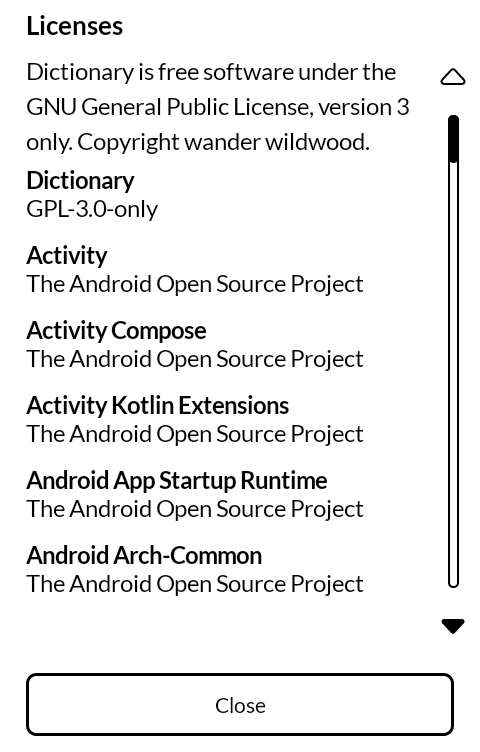 Licenses
Dictionary is free software under the
GNU General Public License, version 3
only. Copyright wander wildwood.
Dictionary
GPL-3.0-only
Activity
The Android Open Source Project
Activity Compose
The Android Open Source Project
Activity Kotlin Extensions
The Android Open Source Project
Android App Startup Runtime
The Android Open Source Project
Android Arch-Common
The Android Open Source Project
Close